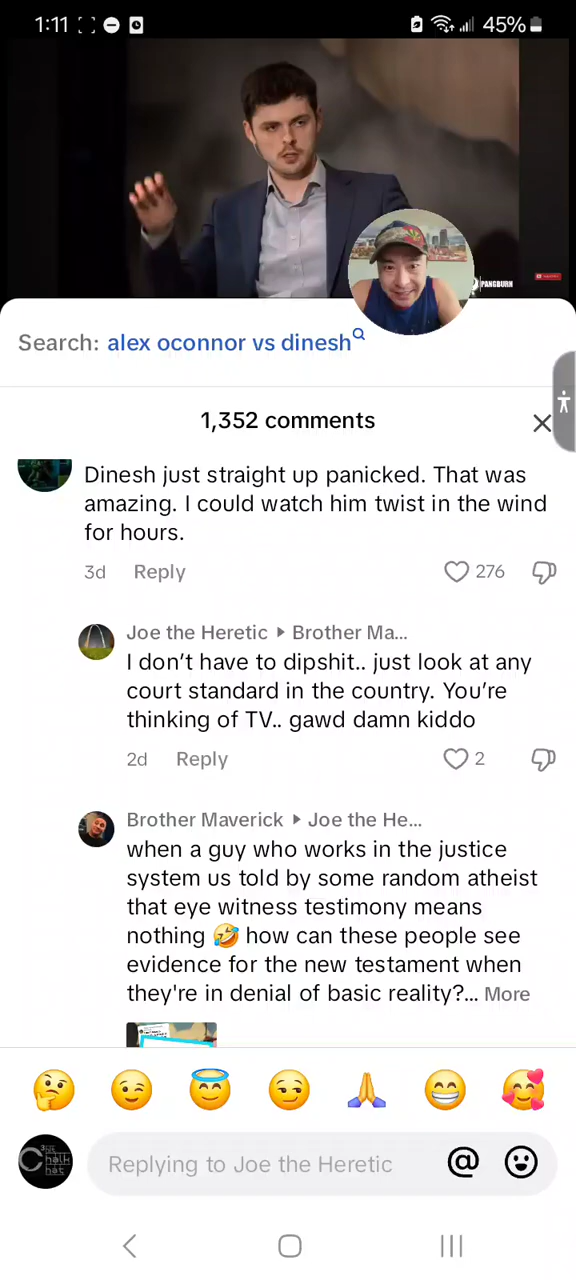 1:11
45%
PANGBURN
Search: alex oconnor vs dinesh
1,352 comments
Dinesh just straight up panicked. That was
amazing. I could watch him twist in the wind
for hours.
3d Reply 276
Joe the Heretic ▸ Brother Ma...
I don’t have to dipshit.. just look at any
court standard in the country. You’re
thinking of TV.. gawd damn kiddo
2d Reply 2
Brother Maverick ▸ Joe the He...
when a guy who works in the justice
system us told by some random atheist
that eye witness testimony means
nothing 🤣 how can these people see
evidence for the new testament when
they're in denial of basic reality?... More
Replying to Joe the Heretic @